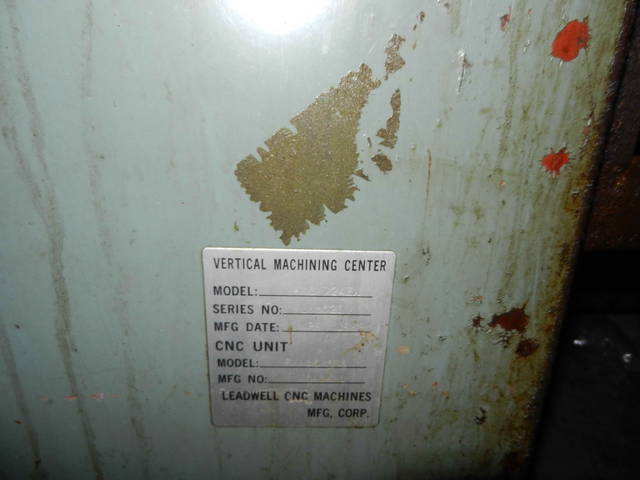 VERTICAL MACHINING CENTER
MODEL:
SERIES NO:
MFG DATE:
CNC UNIT
MODEL:
MFG NO:
LEADWELL CNC MACHINES
MFG, CORP.